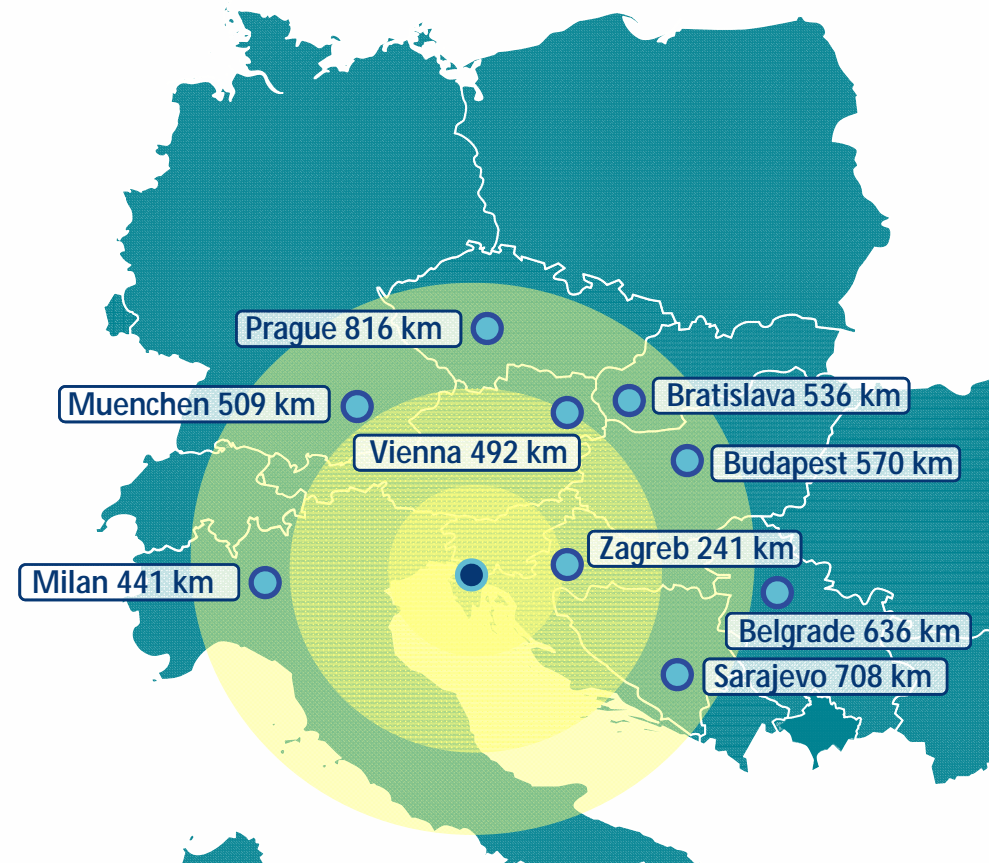 Prague 816 km
Muenchen 509 km
Bratislava 536 km
Vienna 492 km
Budapest 570 km
Zagreb 241 km
Milan 441 km
Belgrade 636 km
Sarajevo 708 km